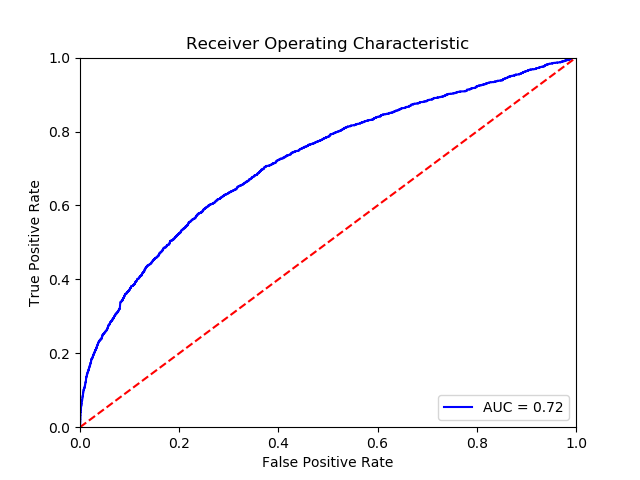 Receiver Operating Characteristic
1.0
0.8
0.6
0.4
0.2
0.0
True Positive Rate
AUC = 0.72
0.0 0.2 0.4 0.6 0.8 1.0
False Positive Rate